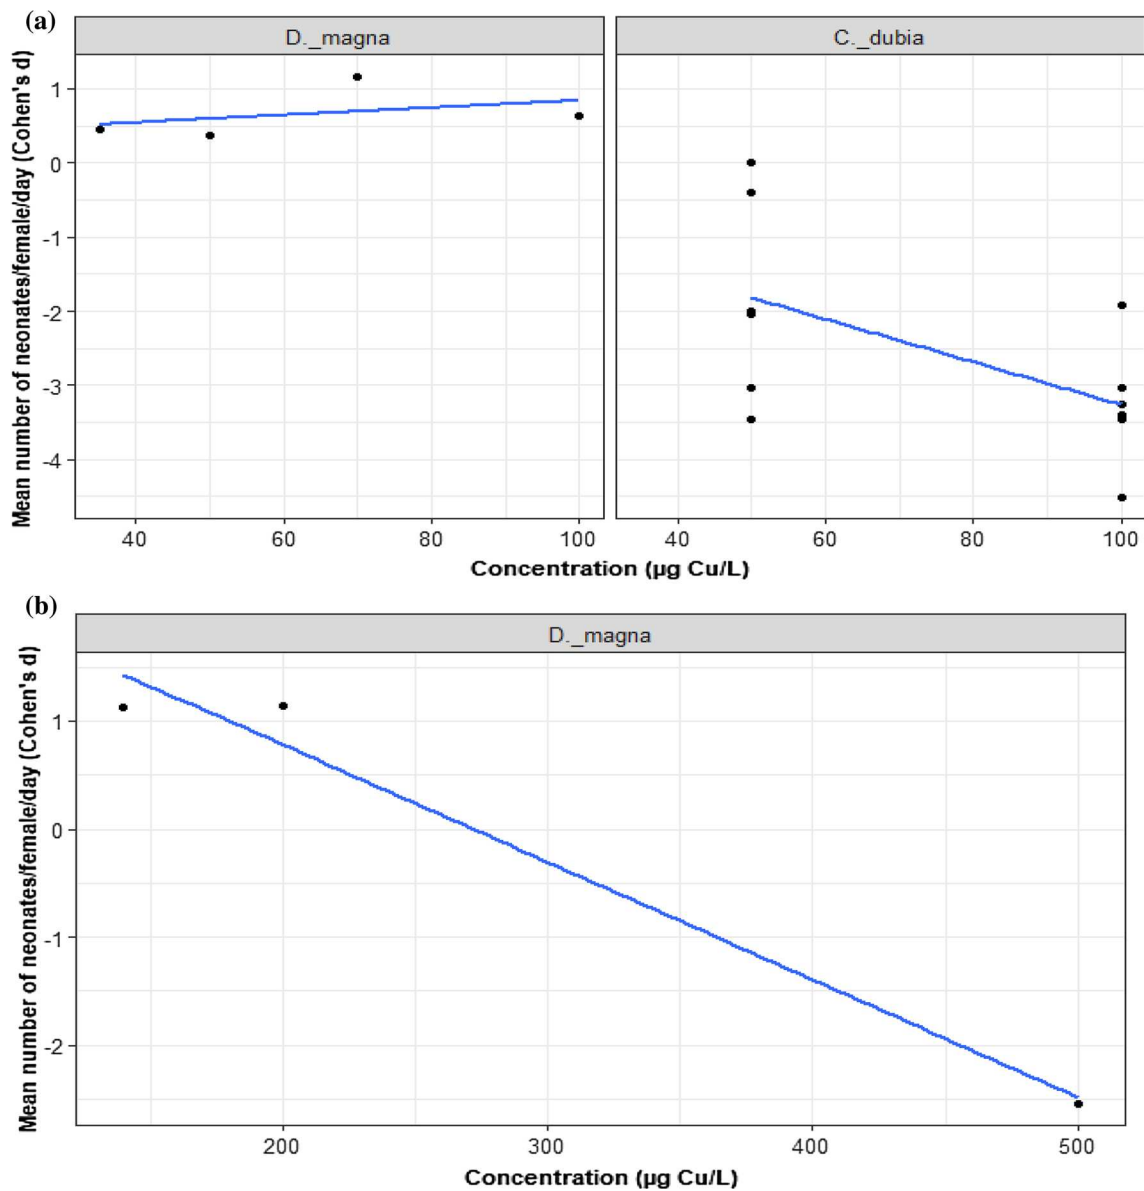 (a)
D._magna
C._dubia
Mean number of neonates/female/day (Cohen's d)
1
0
-1
-2
-3
-4
40
60
80
100
40
60
80
100
Concentration (µg Cu/L)
(b)
D._magna
Mean number of neonates/female/day (Cohen's d)
1
0
-1
-2
200
300
400
500
Concentration (µg Cu/L)